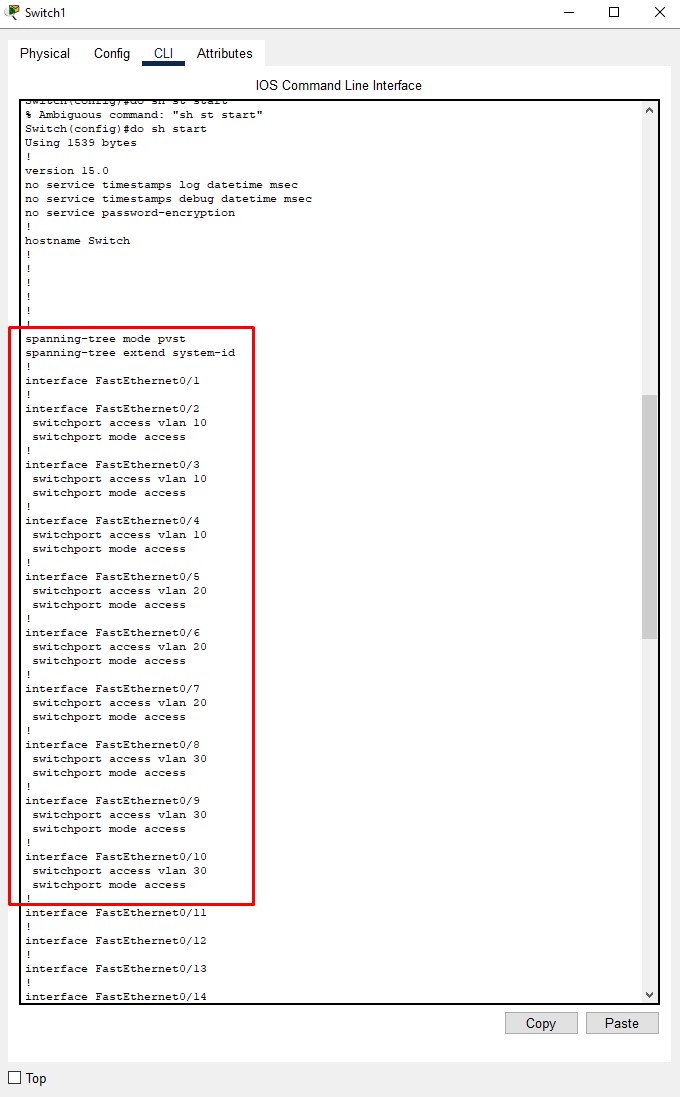 Switch1
Physical Config CLI Attributes
IOS Command Line Interface
Switch(config)#do sh st start
% Ambiguous command: "sh st start"
Switch(config)#do sh start
Using 1539 bytes
!
version 15.0
no service timestamps log datetime msec
no service timestamps debug datetime msec
no service password-encryption
!
hostname Switch
!
!
!
!
!
!
spanning-tree mode pvst
spanning-tree extend system-id
!
interface FastEthernet0/1
!
interface FastEthernet0/2
switchport access vlan 10
switchport mode access
!
interface FastEthernet0/3
switchport access vlan 10
switchport mode access
!
interface FastEthernet0/4
switchport access vlan 10
switchport mode access
!
interface FastEthernet0/5
switchport access vlan 20
switchport mode access
!
interface FastEthernet0/6
switchport access vlan 20
switchport mode access
!
interface FastEthernet0/7
switchport access vlan 20
switchport mode access
!
interface FastEthernet0/8
switchport access vlan 30
switchport mode access
!
interface FastEthernet0/9
switchport access vlan 30
switchport mode access
!
interface FastEthernet0/10
switchport access vlan 30
switchport mode access
!
interface FastEthernet0/11
!
interface FastEthernet0/12
!
interface FastEthernet0/13
!
interface FastEthernet0/14
Copy Paste
Top